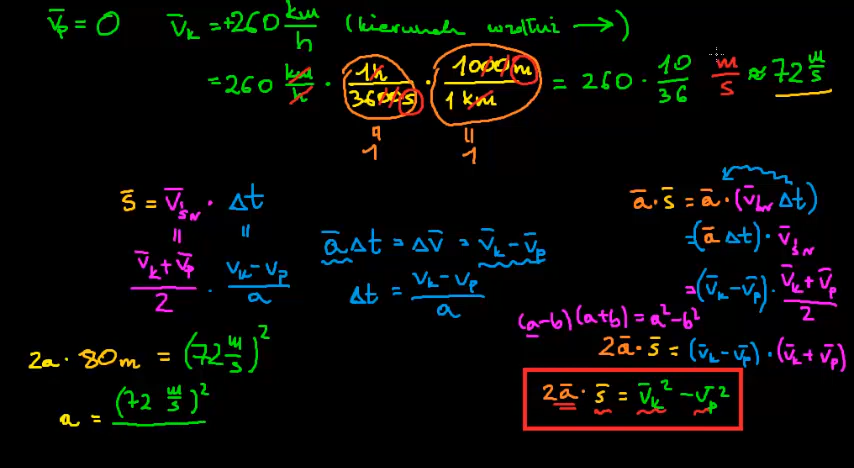 v̄p = 0 v̄k = +260 km/h (kierunek wzdłuż →)
= 260 km/h · 1h/3600s · 1000m/1km = 260 · 10/36 m/s ≈ 72 m/s
= =
1 1
s̄ = v̄śr · Δt
= =
(v̄k + v̄p)/2 · (vk − vp)/a
āΔt = Δv̄ = v̄k − v̄p
Δt = (vk − vp)/a
ā · s̄ = ā · (v̄śr Δt)
= (ā Δt) · v̄śr
= (v̄k − v̄p) · (v̄k + v̄p)/2
(a−b)(a+b) = a² − b²
2ā · s̄ = (v̄k − v̄p) · (v̄k + v̄p)
2ā · s̄ = v̄k² − v̄p²
2a · 80m = (72 m/s)²
a = (72 m/s)²